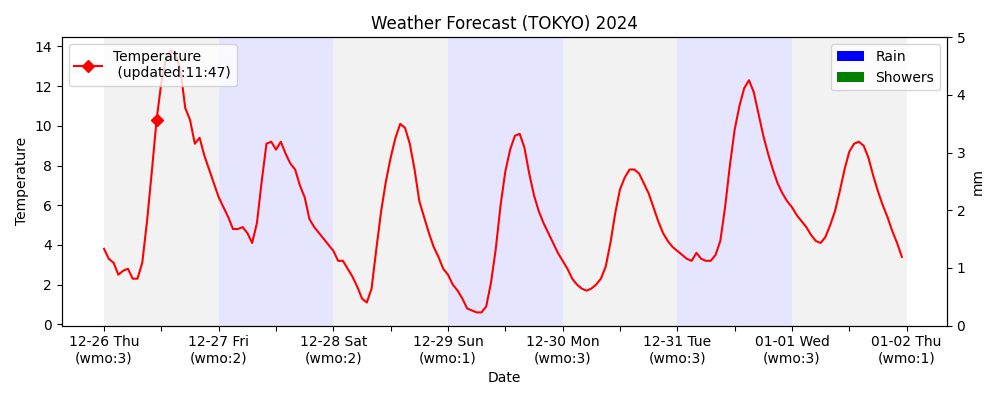 Weather Forecast (TOKYO) 2024
Temperature
(updated:11:47)
Rain
Showers
Temperature
14
12
10
8
6
4
2
0
5
4
3
2
1
0
mm
12-26 Thu 12-27 Fri 12-28 Sat 12-29 Sun 12-30 Mon 12-31 Tue 01-01 Wed 01-02 Thu
(wmo:3) (wmo:2) (wmo:2) (wmo:1) (wmo:3) (wmo:3) (wmo:3) (wmo:1)
Date